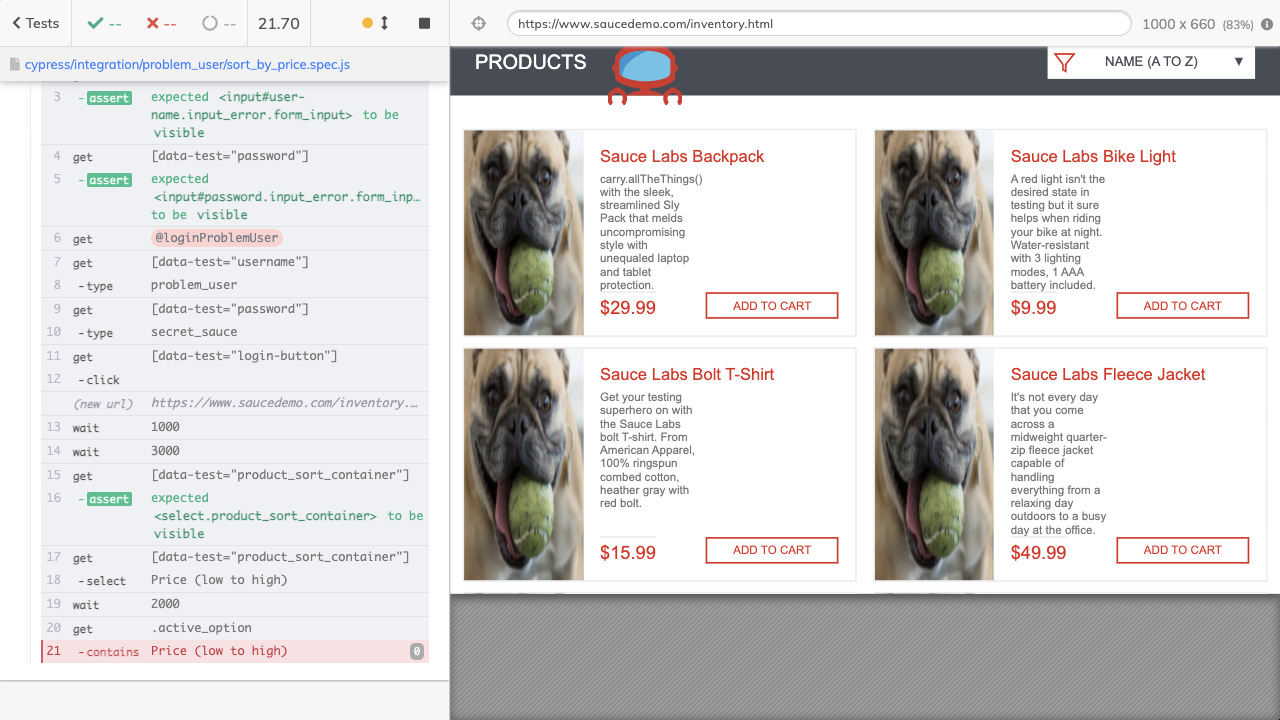 Tests
--
--
--
21.70
https://www.saucedemo.com/inventory.html
1000 x 660 (83%)
cypress/integration/problem_user/sort_by_price.spec.js
3 -assert expected <input#user-
name.input_error.form_input> to be
visible
4 get [data-test="password"]
5 -assert expected
<input#password.input_error.form_inp…
to be visible
6 get @loginProblemUser
7 get [data-test="username"]
8 -type problem_user
9 get [data-test="password"]
10 -type secret_sauce
11 get [data-test="login-button"]
12 -click
(new url) https://www.saucedemo.com/inventory.…
13 wait 1000
14 wait 3000
15 get [data-test="product_sort_container"]
16 -assert expected
<select.product_sort_container> to be
visible
17 get [data-test="product_sort_container"]
18 -select Price (low to high)
19 wait 2000
20 get .active_option
21 -contains Price (low to high) 0
PRODUCTS
NAME (A TO Z)
Sauce Labs Backpack
carry.allTheThings()
with the sleek,
streamlined Sly
Pack that melds
uncompromising
style with
unequaled laptop
and tablet
protection.
$29.99
ADD TO CART
Sauce Labs Bike Light
A red light isn't the
desired state in
testing but it sure
helps when riding
your bike at night.
Water-resistant
with 3 lighting
modes, 1 AAA
battery included.
$9.99
ADD TO CART
Sauce Labs Bolt T-Shirt
Get your testing
superhero on with
the Sauce Labs
bolt T-shirt. From
American Apparel,
100% ringspun
combed cotton,
heather gray with
red bolt.
$15.99
ADD TO CART
Sauce Labs Fleece Jacket
It's not every day
that you come
across a
midweight quarter-
zip fleece jacket
capable of
handling
everything from a
relaxing day
outdoors to a busy
day at the office.
$49.99
ADD TO CART